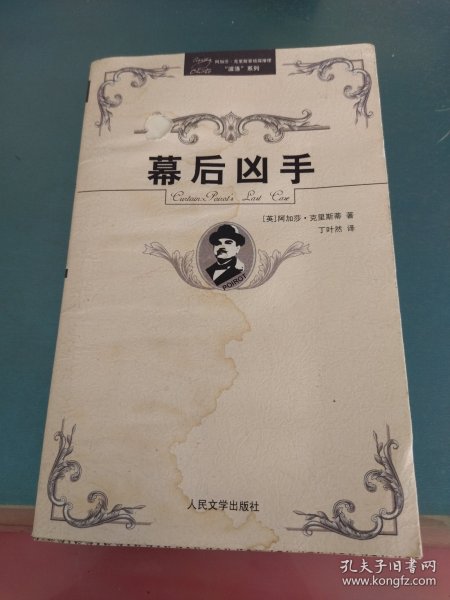 Agatha Christie
阿加莎·克里斯蒂侦探推理
“波洛”系列
幕后凶手
Curtain:Poirot's Last Case
[英]阿加莎·克里斯蒂 著
丁叶然 译
POIROT
人民文学出版社
孔夫子旧书网
www.kongfz.com